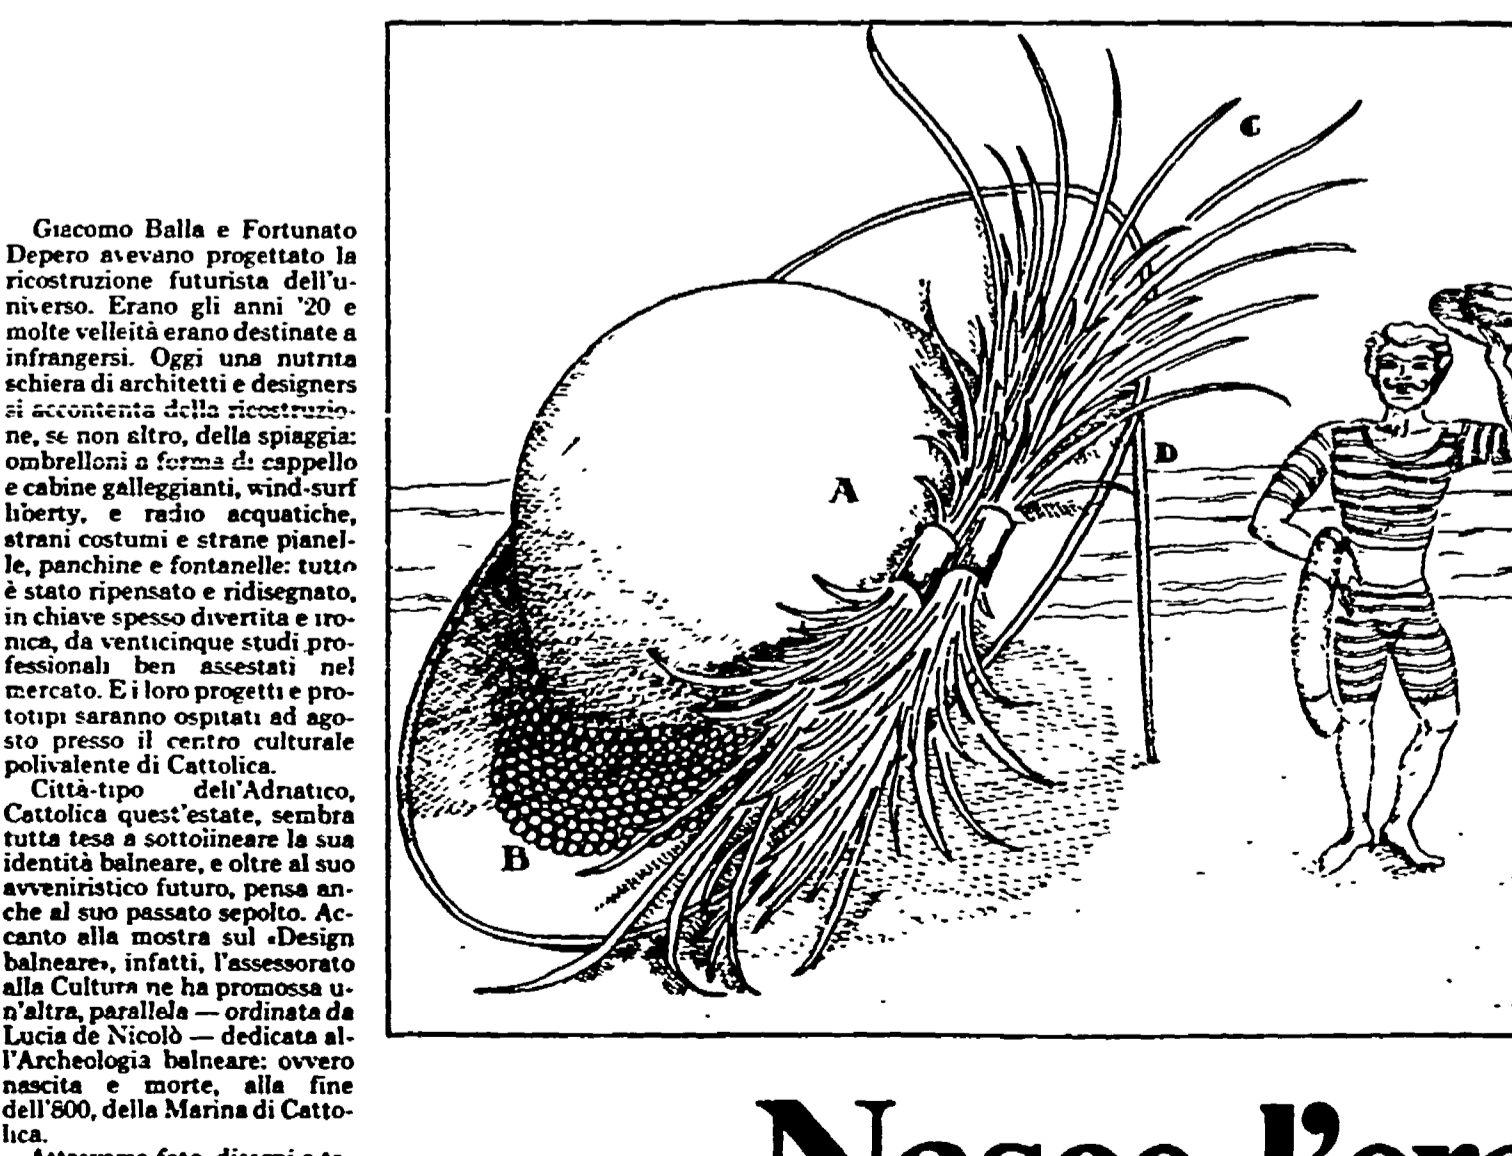 Giacomo Balla e Fortunato
Depero avevano progettato la
ricostruzione futurista dell'u-
niverso. Erano gli anni '20 e
molte velleità erano destinate a
infrangersi. Oggi una nutrita
schiera di architetti e designers
si accontenta della ricostruzio-
ne, se non altro, della spiaggia:
ombrelloni a forma di cappello
e cabine galleggianti, wind-surf
liberty, e radio acquatiche,
strani costumi e strane pianel-
le, panchine e fontanelle: tutto
è stato ripensato e ridisegnato,
in chiave spesso divertita e iro-
nica, da venticinque studi pro-
fessionali ben assestati nel
mercato. E i loro progetti e pro-
totipi saranno ospitati ad ago-
sto presso il centro culturale
polivalente di Cattolica.
Città-tipo dell'Adriatico,
Cattolica quest'estate, sembra
tutta tesa a sottolineare la sua
identità balneare, e oltre al suo
avveniristico futuro, pensa an-
che al suo passato sepolto. Ac-
canto alla mostra sul «Design
balneare», infatti, l'assessorato
alla Cultura ne ha promossa u-
n'altra, parallela — ordinata da
Lucia de Nicolò — dedicata al-
l'Archeologia balneare: ovvero
nascita e morte, alla fine
dell'800, della Marina di Catto-
lica.
C
D
A
B
Nasce l'